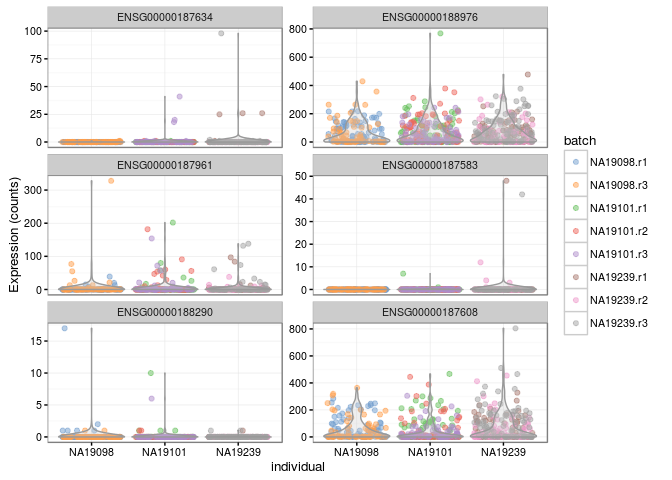 ENSG00000187634
ENSG00000188976
100
75
50
25
0
800
600
400
200
0
ENSG00000187961
ENSG00000187583
300
200
100
0
50
40
30
20
10
0
ENSG00000188290
ENSG00000187608
15
10
5
0
800
600
400
200
0
NA19098
NA19101
NA19239
NA19098
NA19101
NA19239
individual
Expression (counts)
batch
NA19098.r1
NA19098.r3
NA19101.r1
NA19101.r2
NA19101.r3
NA19239.r1
NA19239.r2
NA19239.r3